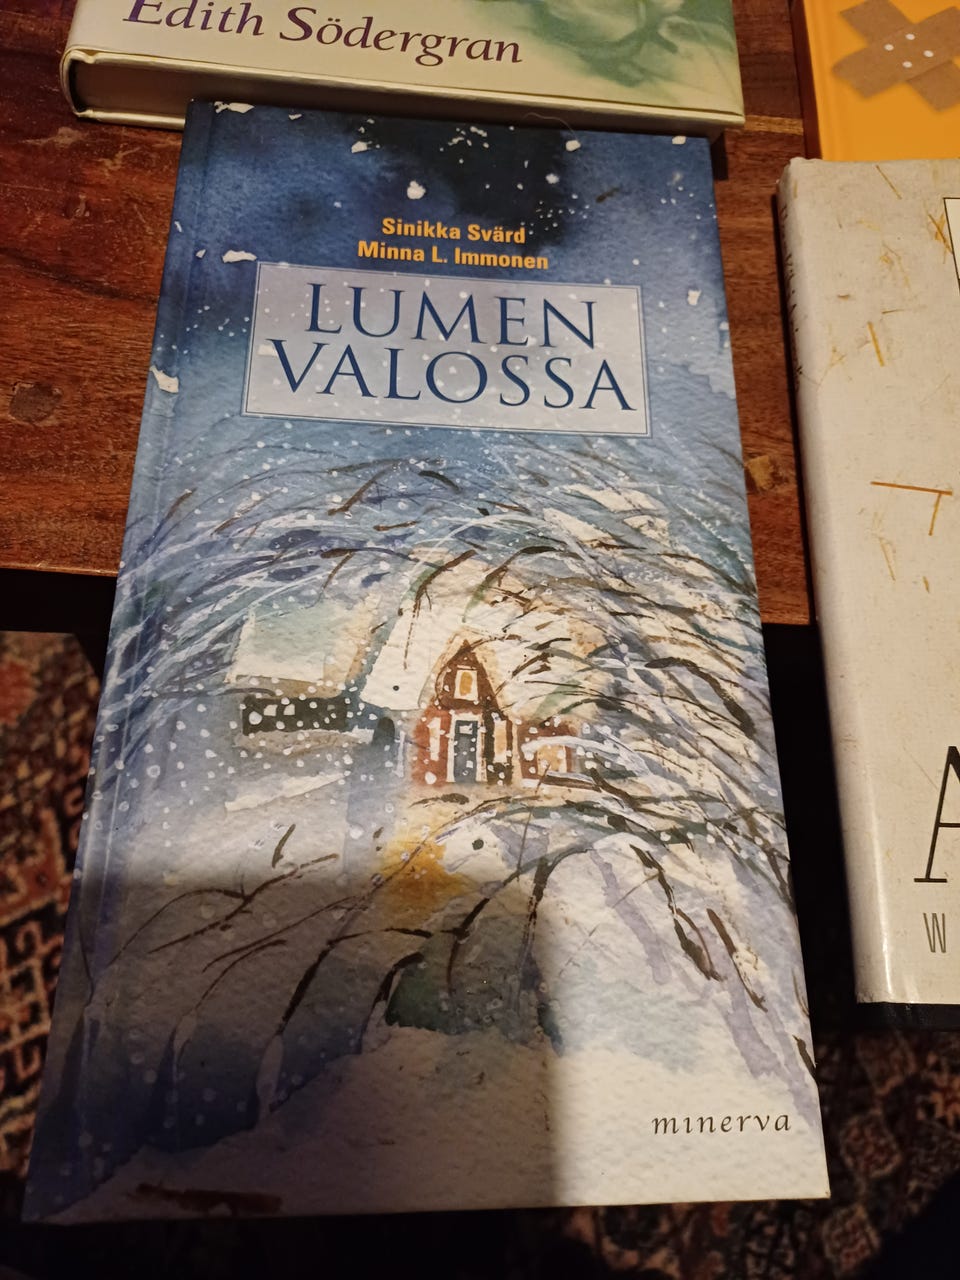 Edith Södergran
Sinikka Svärd
Minna L. Immonen
LUMEN
VALOSSA
minerva
W